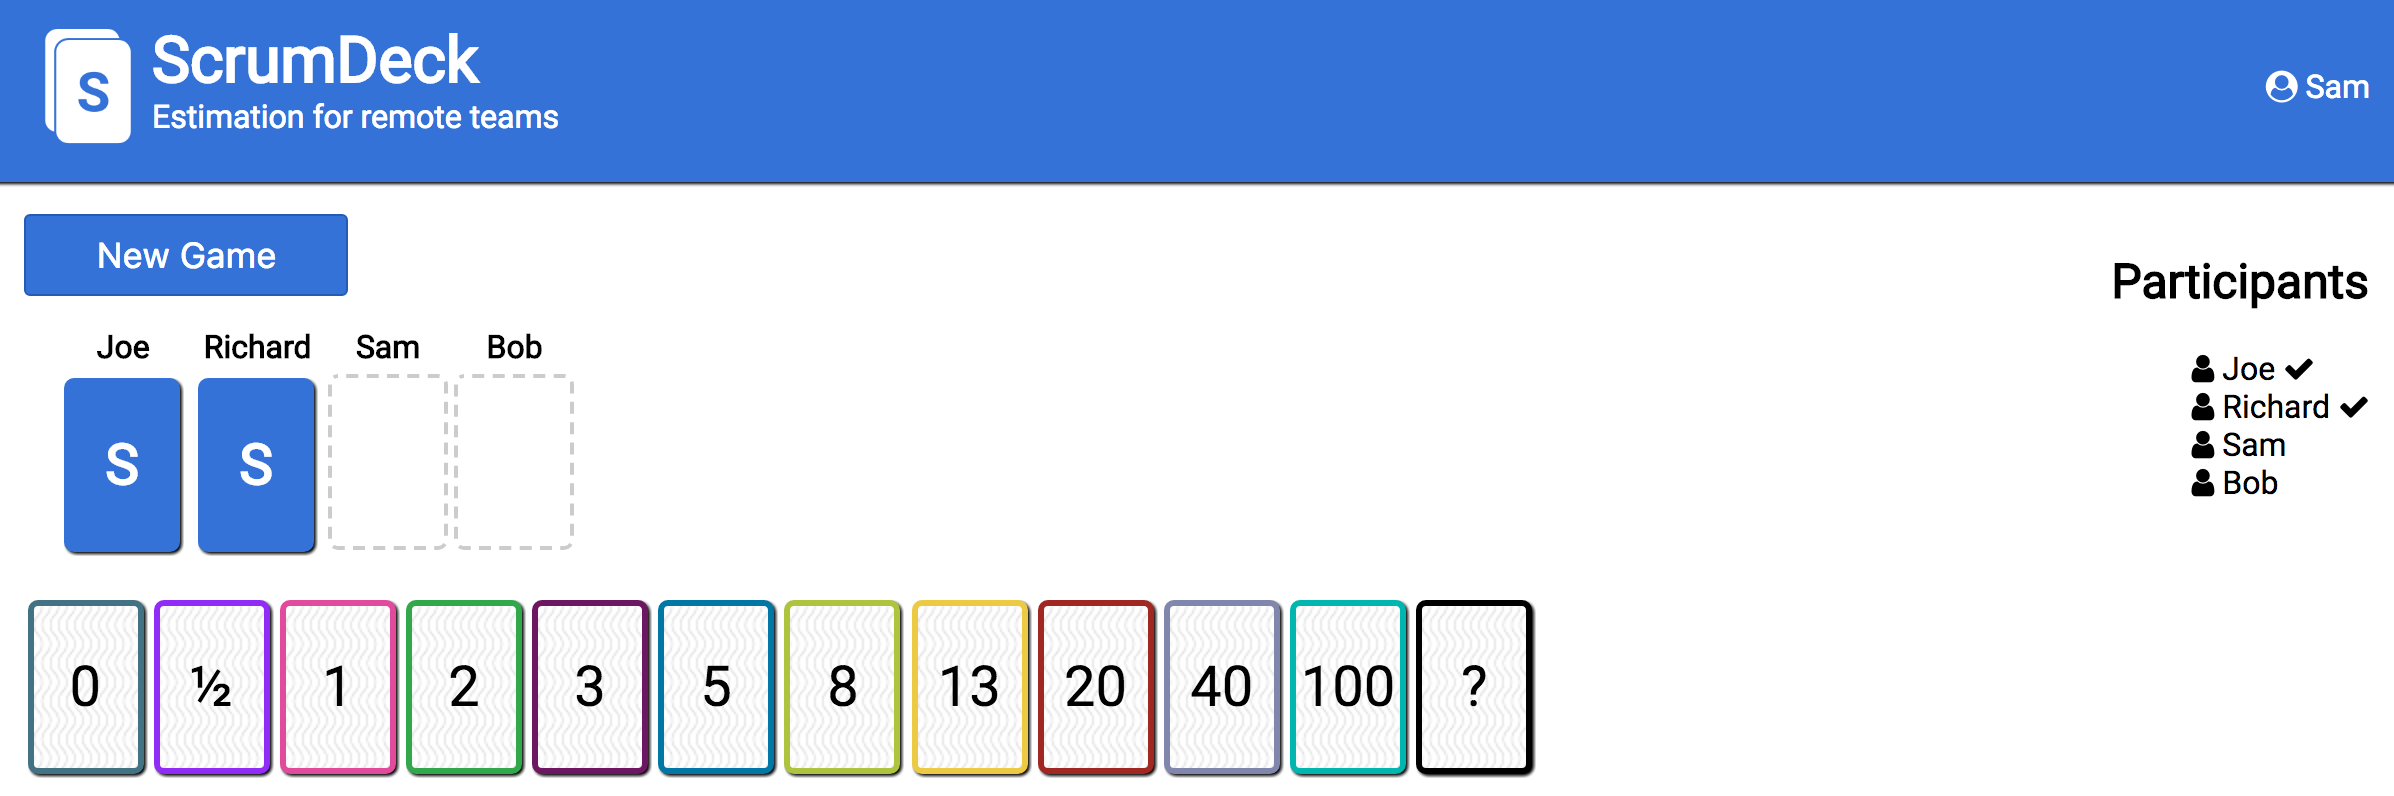 S
ScrumDeck
Estimation for remote teams
Sam
New Game
Participants
Joe Richard Sam Bob
S S
Joe
Richard
Sam
Bob
0 ½ 1 2 3 5 8 13 20 40 100 ?